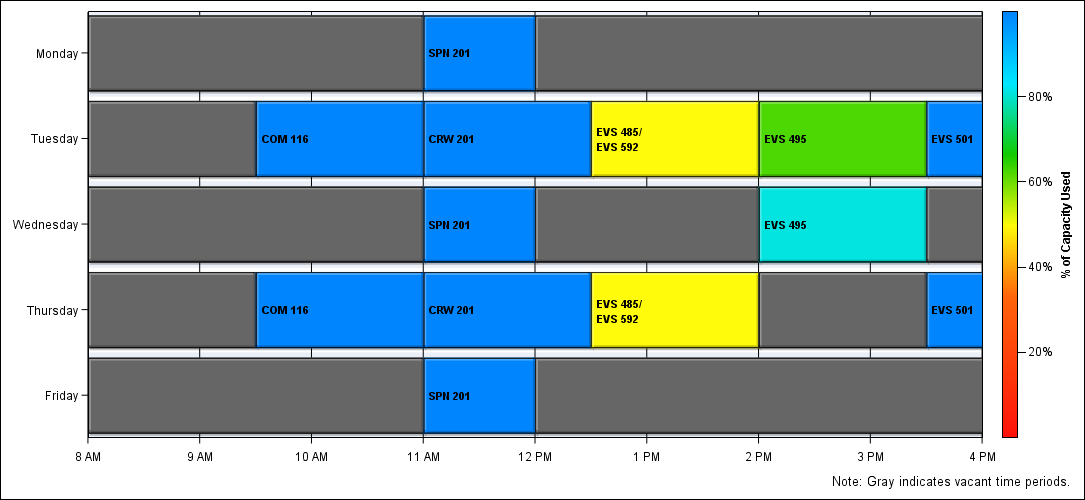 Monday
SPN 201
Tuesday
COM 116
CRW 201
EVS 485/
EVS 592
EVS 495
EVS 501
Wednesday
SPN 201
EVS 495
Thursday
COM 116
CRW 201
EVS 485/
EVS 592
EVS 501
Friday
SPN 201
8 AM
9 AM
10 AM
11 AM
12 PM
1 PM
2 PM
3 PM
4 PM
80%
60%
40%
20%
% of Capacity Used
Note: Gray indicates vacant time periods.